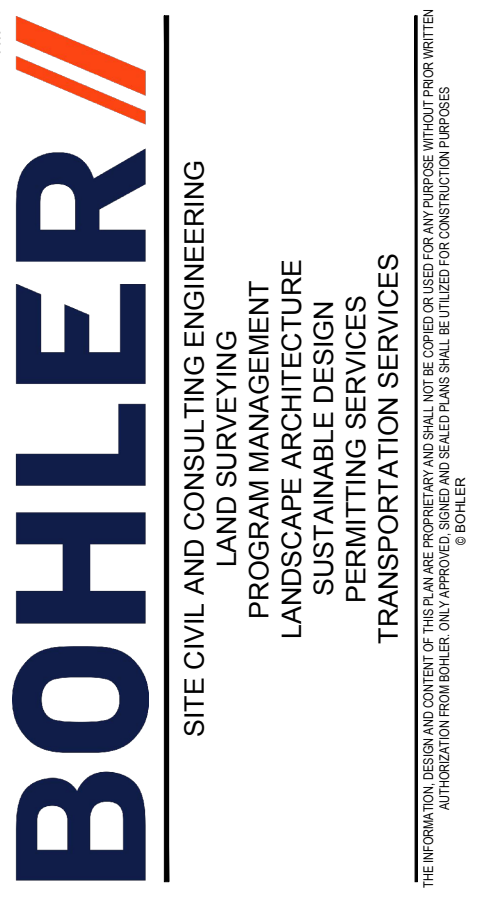 BOHLER//
SITE CIVIL AND CONSULTING ENGINEERING
LAND SURVEYING
PROGRAM MANAGEMENT
LANDSCAPE ARCHITECTURE
SUSTAINABLE DESIGN
PERMITTING SERVICES
TRANSPORTATION SERVICES
THE INFORMATION, DESIGN AND CONTENT OF THIS PLAN ARE PROPRIETARY AND SHALL NOT BE COPIED OR USED FOR ANY PURPOSE WITHOUT PRIOR WRITTEN
AUTHORIZATION FROM BOHLER. ONLY APPROVED, SIGNED AND SEALED PLANS SHALL BE UTILIZED FOR CONSTRUCTION PURPOSES
© BOHLER